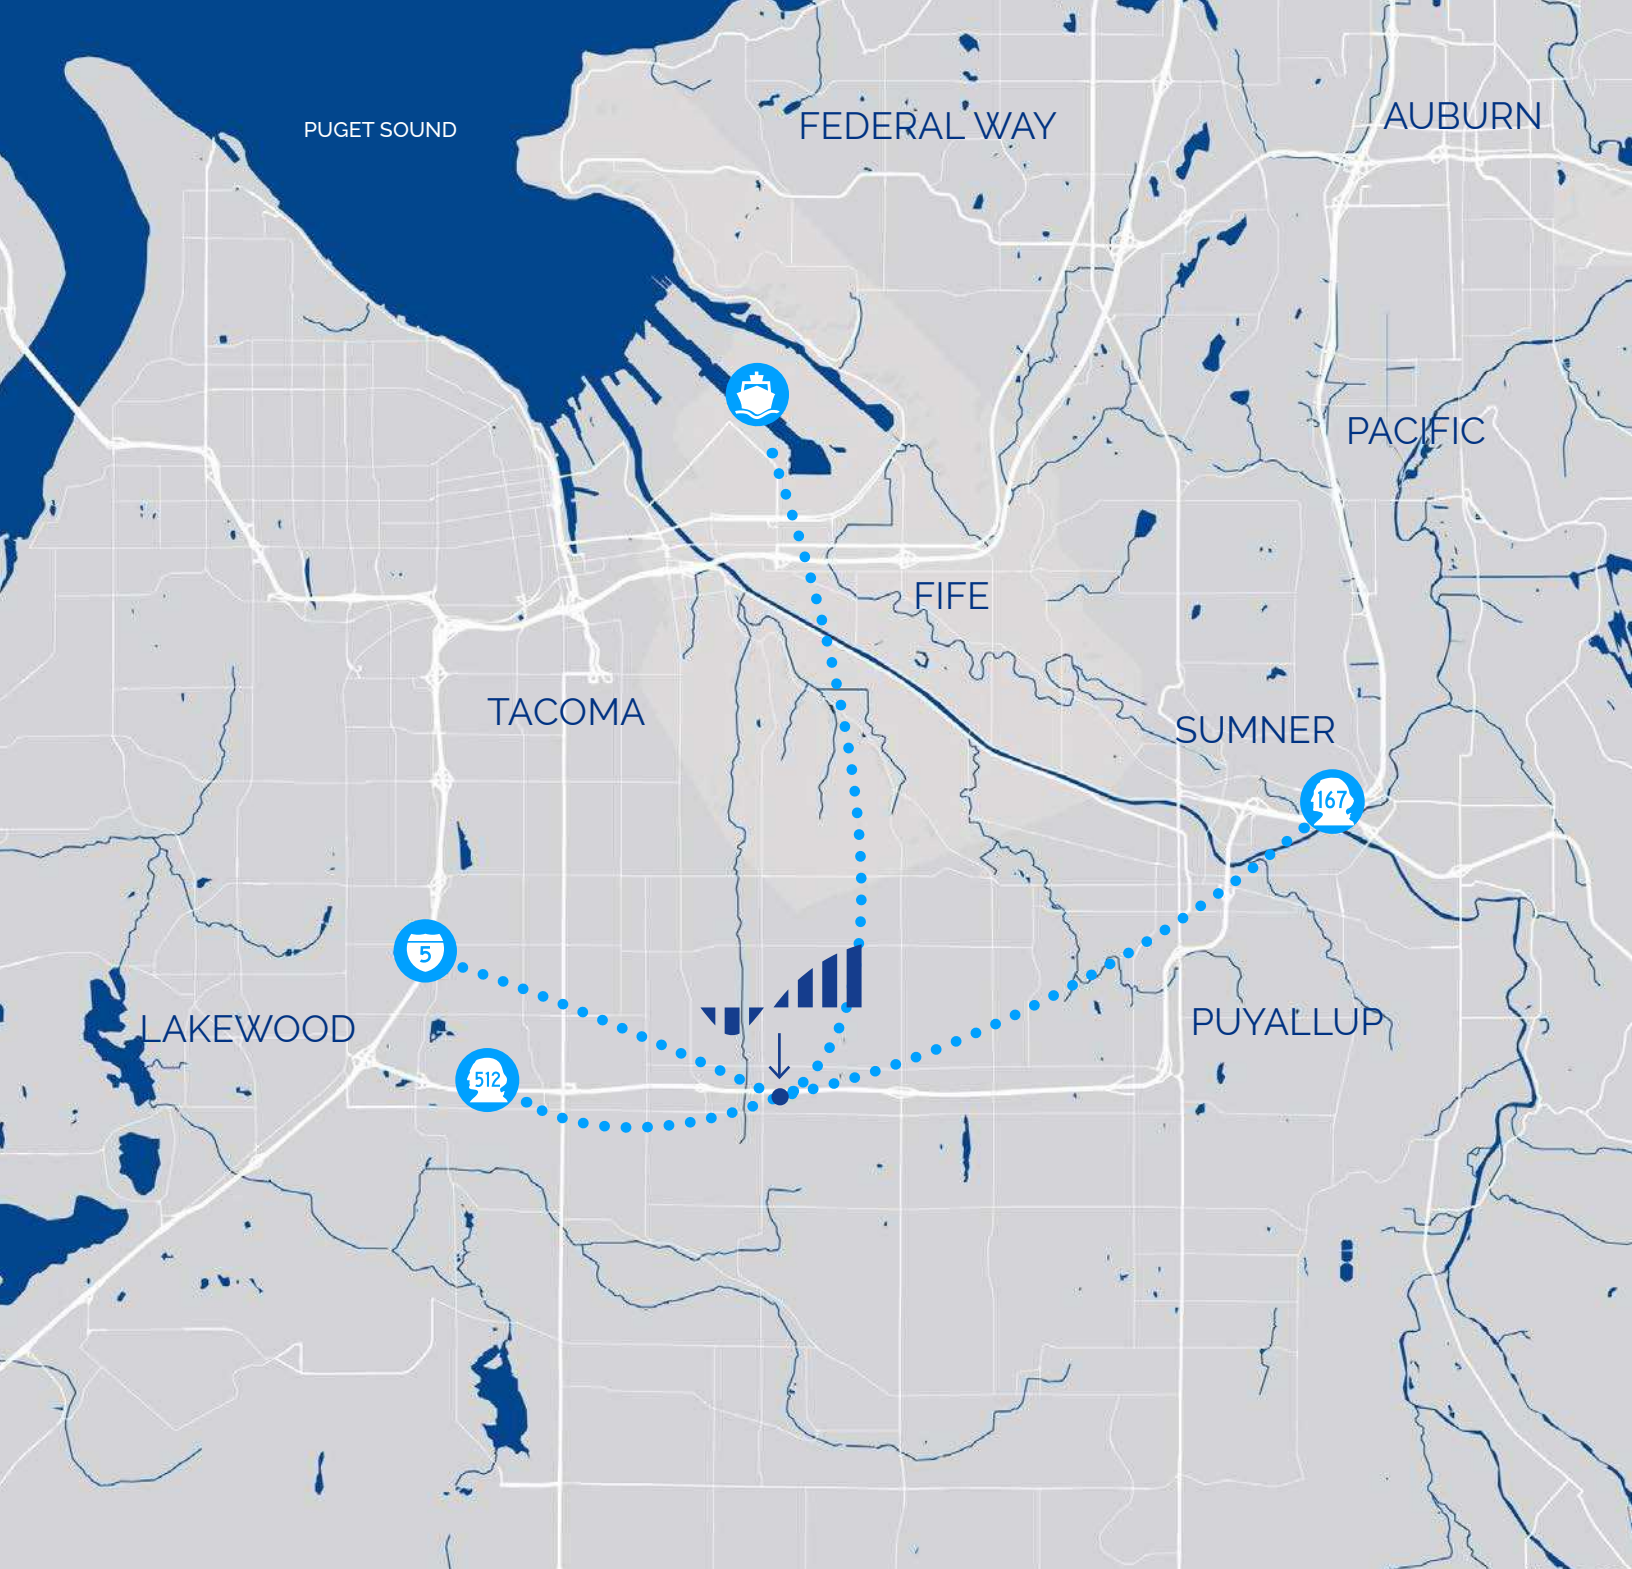 PUGET SOUND
FEDERAL WAY
AUBURN
PACIFIC
FIFE
TACOMA
SUMNER
167
5
LAKEWOOD
PUYALLUP
512